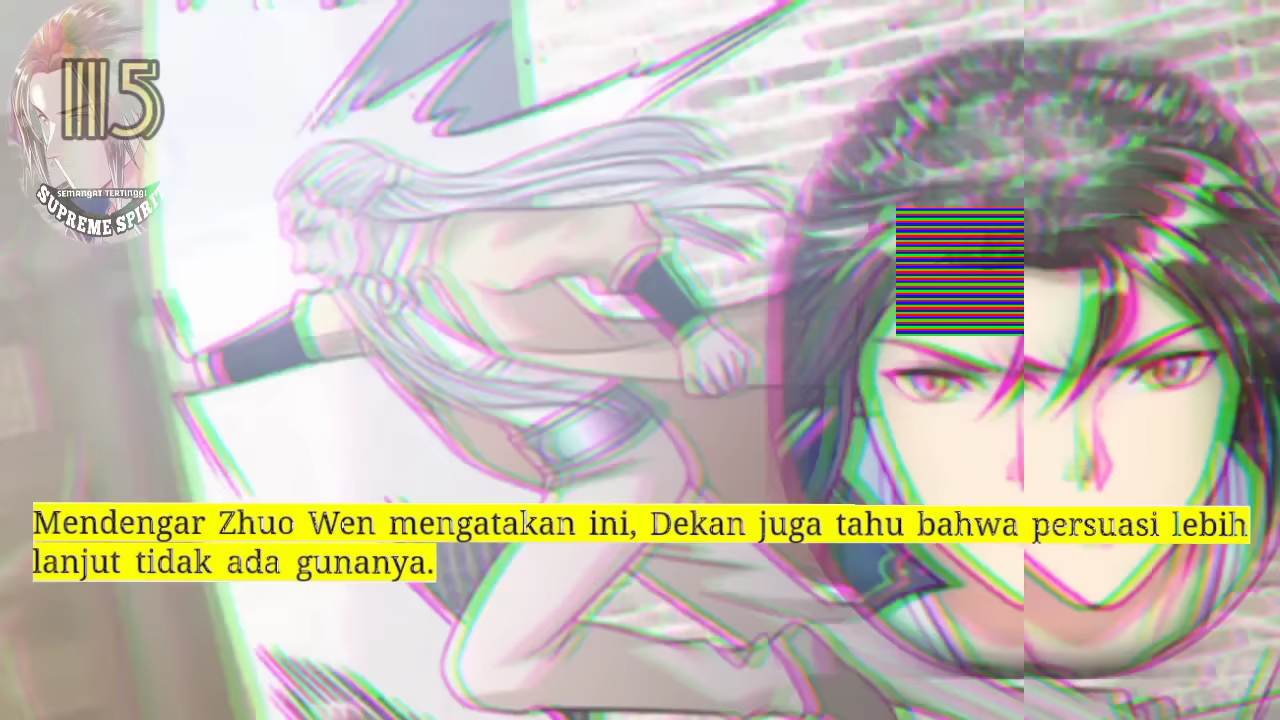 115
SEMANGAT TERTINGGI
SUPREME SPIRIT
Mendengar Zhuo Wen mengatakan ini, Dekan juga tahu bahwa persuasi lebih
lanjut tidak ada gunanya.